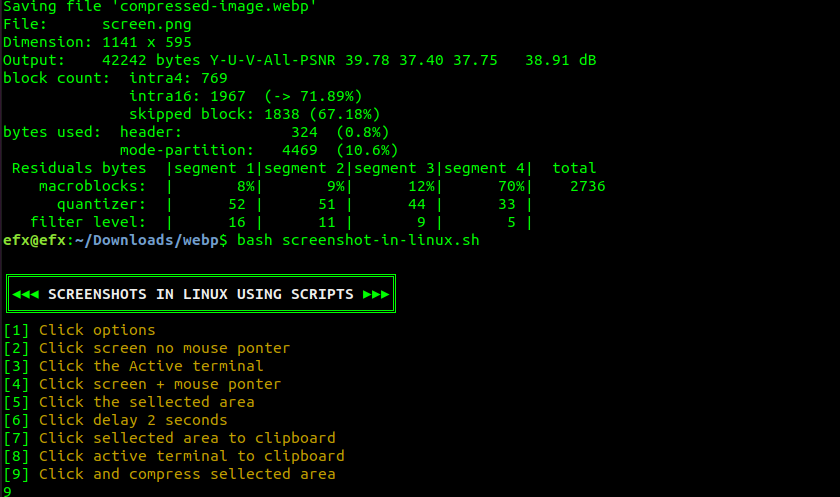 Saving file 'compressed-image.webp'
File:      screen.png
Dimension: 1141 x 595
Output:    42242 bytes Y-U-V-All-PSNR 39.78 37.40 37.75   38.91 dB
block count:  intra4: 769
              intra16: 1967  (-> 71.89%)
              skipped block: 1838 (67.18%)
bytes used:  header:            324  (0.8%)
             mode-partition:   4469  (10.6%)
 Residuals bytes  |segment 1|segment 2|segment 3|segment 4|  total
    macroblocks:  |       8%|       9%|      12%|      70%|    2736
      quantizer:  |      52 |      51 |      44 |      33 |
   filter level:  |      16 |      11 |       9 |       5 |
efx@efx:~/Downloads/webp$ bash screenshot-in-linux.sh
◄◄◄ SCREENSHOTS IN LINUX USING SCRIPTS ►►►
[1] Click options
[2] Click screen no mouse ponter
[3] Click the Active terminal
[4] Click screen + mouse ponter
[5] Click the sellected area
[6] Click delay 2 seconds
[7] Click sellected area to clipboard
[8] Click active terminal to clipboard
[9] Click and compress sellected area
9